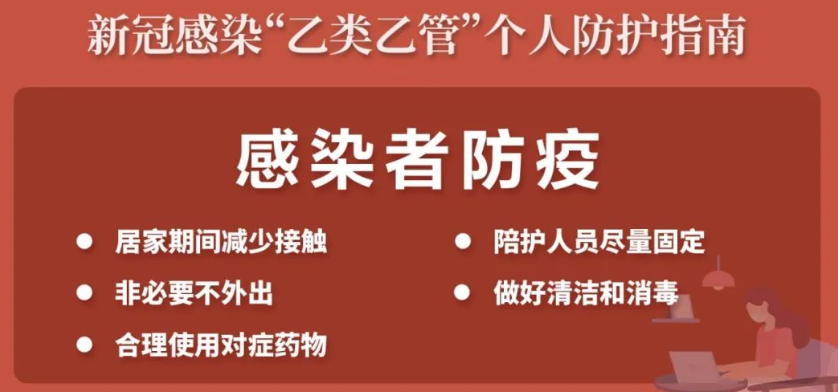 新冠感染“乙类乙管”个人防护指南
感染者防疫
● 居家期间减少接触
● 非必要不外出
● 合理使用对症药物
● 陪护人员尽量固定
● 做好清洁和消毒